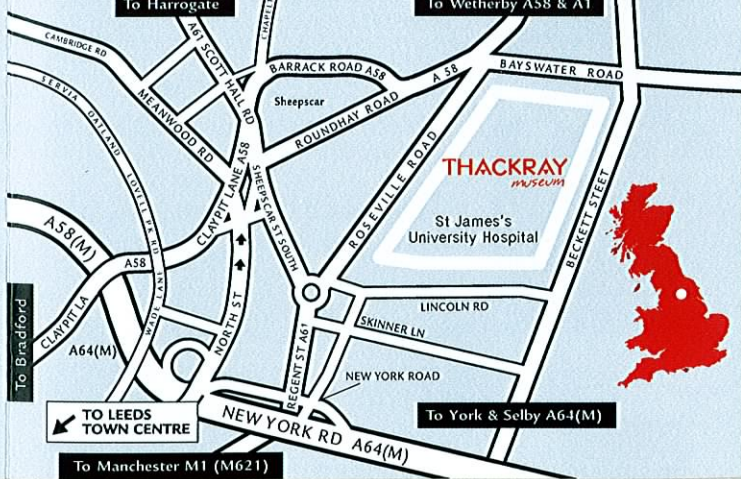 To Harrogate
To Wetherby A58 & A1
CAMBRIDGE RD
A61 SCOTT HALL RD
CHAPELT
BARRACK ROAD A58
A 58
BAYSWATER ROAD
SERVIA
OATLAND
LOVELL PK RD
WADE LANE
MEANWOOD RD
Sheepscar
ROUNDHAY ROAD
THACKRAY
museum
St James's
University Hospital
ROSEVILLE ROAD
BECKETT STREET
CLAYPIT LANE A58
SHEEPSCAR ST SOUTH
A58(M)
A58
CLAYPIT LA
To Bradford
A64(M)
NORTH ST
REGENT ST A61
LINCOLN RD
SKINNER LN
NEW YORK ROAD
TO LEEDS
TOWN CENTRE
NEW YORK RD A64(M)
To York & Selby A64(M)
To Manchester M1 (M621)